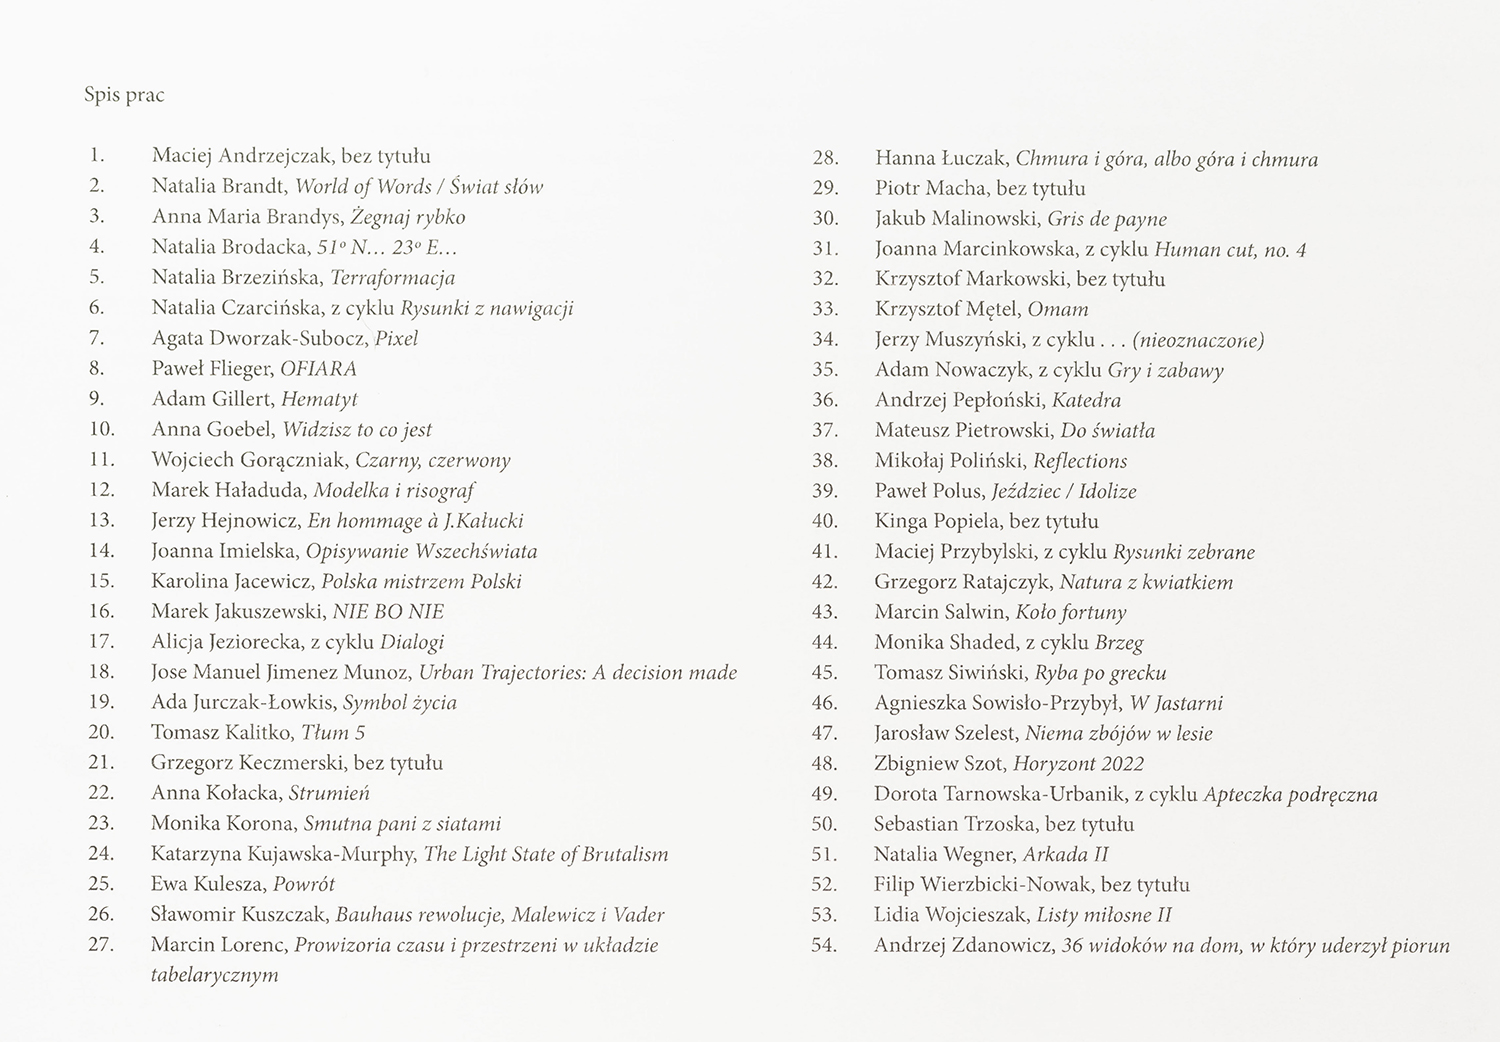 Spis prac
1. Maciej Andrzejczak, bez tytułu
2. Natalia Brandt, World of Words / Świat słów
3. Anna Maria Brandys, Żegnaj rybko
4. Natalia Brodacka, 51º N… 23º E…
5. Natalia Brzezińska, Terraformacja
6. Natalia Czarcińska, z cyklu Rysunki z nawigacji
7. Agata Dworzak-Subocz, Pixel
8. Paweł Flieger, OFIARA
9. Adam Gillert, Hematyt
10. Anna Goebel, Widzisz to co jest
11. Wojciech Gorączniak, Czarny, czerwony
12. Marek Haładuda, Modelka i risograf
13. Jerzy Hejnowicz, En hommage à J.Kałucki
14. Joanna Imielska, Opisywanie Wszechświata
15. Karolina Jacewicz, Polska mistrzem Polski
16. Marek Jakuszewski, NIE BO NIE
17. Alicja Jeziorecka, z cyklu Dialogi
18. Jose Manuel Jimenez Munoz, Urban Trajectories: A decision made
19. Ada Jurczak-Łowkis, Symbol życia
20. Tomasz Kalitko, Tłum 5
21. Grzegorz Keczmerski, bez tytułu
22. Anna Kołacka, Strumień
23. Monika Korona, Smutna pani z siatami
24. Katarzyna Kujawska-Murphy, The Light State of Brutalism
25. Ewa Kulesza, Powrót
26. Sławomir Kuszczak, Bauhaus rewolucje, Malewicz i Vader
27. Marcin Lorenc, Prowizoria czasu i przestrzeni w układzie
tabelarycznym
28. Hanna Łuczak, Chmura i góra, albo góra i chmura
29. Piotr Macha, bez tytułu
30. Jakub Malinowski, Gris de payne
31. Joanna Marcinkowska, z cyklu Human cut, no. 4
32. Krzysztof Markowski, bez tytułu
33. Krzysztof Mętel, Omam
34. Jerzy Muszyński, z cyklu . . . (nieoznaczone)
35. Adam Nowaczyk, z cyklu Gry i zabawy
36. Andrzej Pepłoński, Katedra
37. Mateusz Pietrowski, Do światła
38. Mikołaj Poliński, Reflections
39. Paweł Polus, Jeździec / Idolize
40. Kinga Popiela, bez tytułu
41. Maciej Przybylski, z cyklu Rysunki zebrane
42. Grzegorz Ratajczyk, Natura z kwiatkiem
43. Marcin Salwin, Koło fortuny
44. Monika Shaded, z cyklu Brzeg
45. Tomasz Siwiński, Ryba po grecku
46. Agnieszka Sowisło-Przybył, W Jastarni
47. Jarosław Szelest, Niema zbójów w lesie
48. Zbigniew Szot, Horyzont 2022
49. Dorota Tarnowska-Urbanik, z cyklu Apteczka podręczna
50. Sebastian Trzoska, bez tytułu
51. Natalia Wegner, Arkada II
52. Filip Wierzbicki-Nowak, bez tytułu
53. Lidia Wojcieszak, Listy miłosne II
54. Andrzej Zdanowicz, 36 widoków na dom, w który uderzył piorun